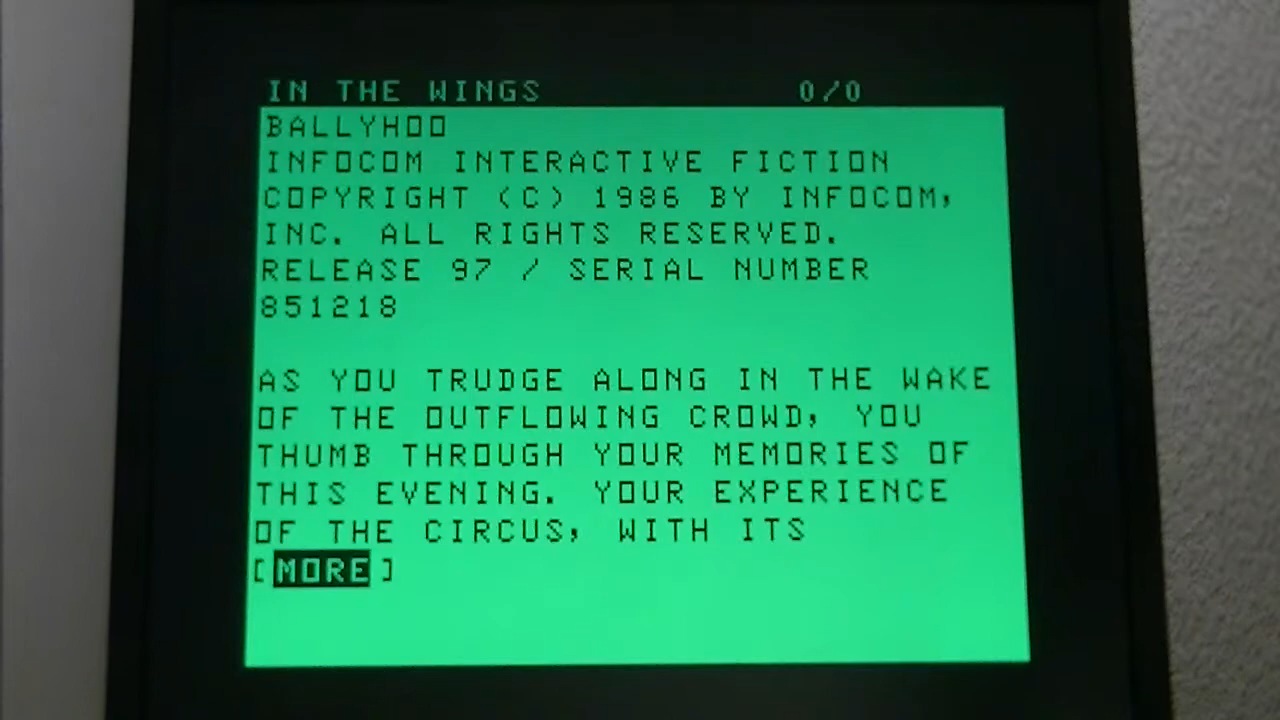 IN THE WINGS 0/0
BALLYHOO
INFOCOM INTERACTIVE FICTION
COPYRIGHT (C) 1986 BY INFOCOM,
INC. ALL RIGHTS RESERVED.
RELEASE 97 / SERIAL NUMBER
851218
AS YOU TRUDGE ALONG IN THE WAKE
OF THE OUTFLOWING CROWD, YOU
THUMB THROUGH YOUR MEMORIES OF
THIS EVENING. YOUR EXPERIENCE
OF THE CIRCUS, WITH ITS
[MORE]